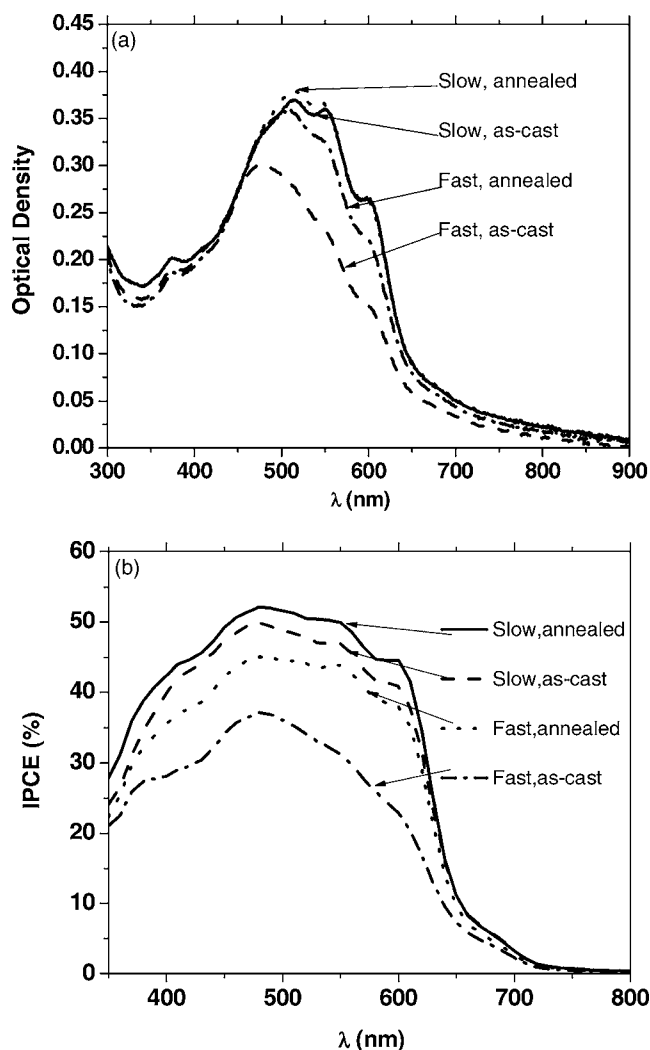 (a)
0.45
0.40
0.35
0.30
0.25
0.20
0.15
0.10
0.05
0.00
Optical Density
Slow, annealed
Slow, as-cast
Fast, annealed
Fast, as-cast
300 400 500 600 700 800 900
λ (nm)
(b)
60
50
40
30
20
10
0
IPCE (%)
Slow,annealed
Slow,as-cast
Fast,annealed
Fast,as-cast
400 500 600 700 800
λ (nm)